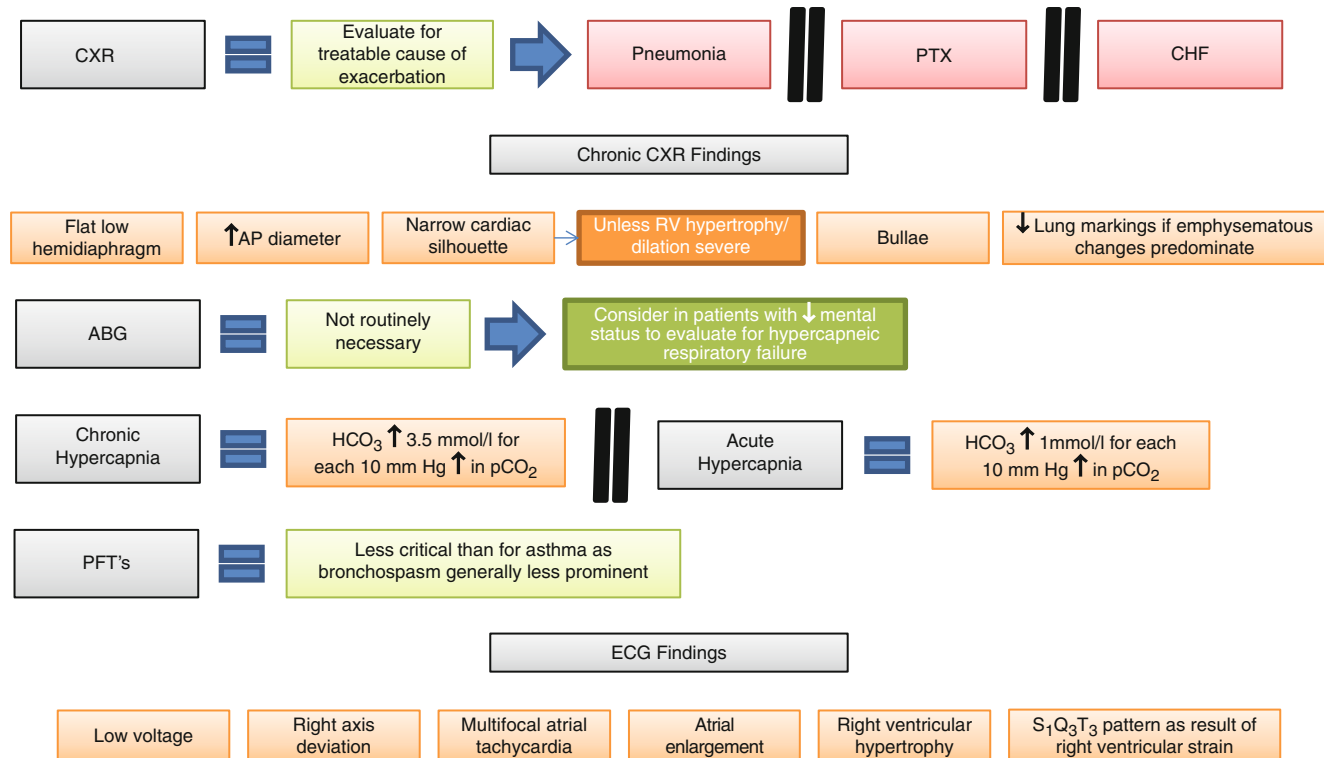 CXR
Evaluate for
treatable cause of
exacerbation
Pneumonia
PTX
CHF
Chronic CXR Findings
Flat low
hemidiaphragm
↑AP diameter
Narrow cardiac
silhouette
Unless RV hypertrophy/
dilation severe
Bullae
↓ Lung markings if emphysematous
changes predominate
ABG
Not routinely
necessary
Consider in patients with ↓ mental
status to evaluate for hypercapneic
respiratory failure
Chronic
Hypercapnia
HCO₃ ↑ 3.5 mmol/l for
each 10 mm Hg ↑ in pCO₂
Acute
Hypercapnia
HCO₃ ↑ 1mmol/l for each
10 mm Hg ↑ in pCO₂
PFT's
Less critical than for asthma as
bronchospasm generally less prominent
ECG Findings
Low voltage
Right axis
deviation
Multifocal atrial
tachycardia
Atrial
enlargement
Right ventricular
hypertrophy
S₁Q₃T₃ pattern as result of
right ventricular strain